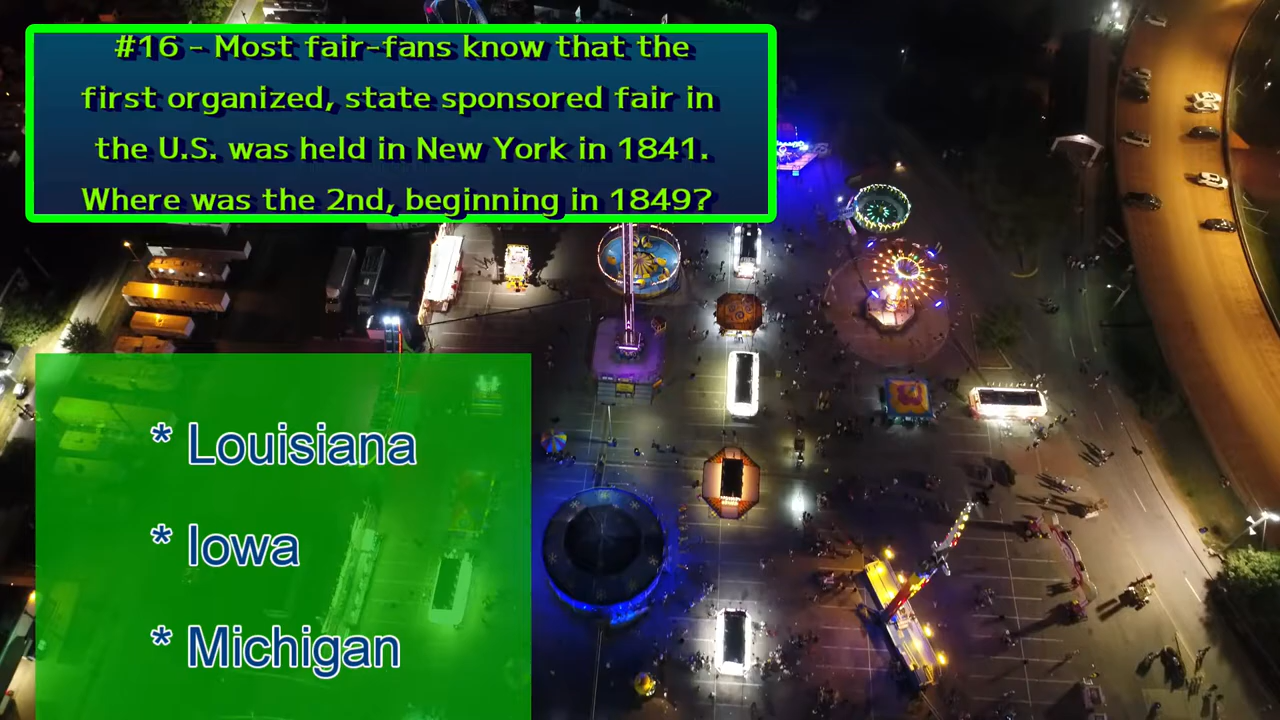 #16 - Most fair-fans know that the
first organized, state sponsored fair in
the U.S. was held in New York in 1841.
Where was the 2nd, beginning in 1849?
* Louisiana
* Iowa
* Michigan